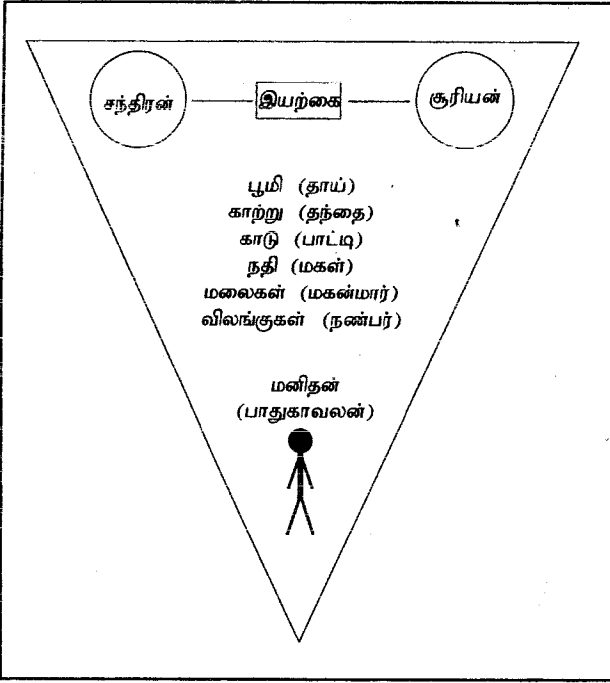 சந்திரன் இயற்கை சூரியன்
பூமி (தாய்)
காற்று (தந்தை)
காடு (பாட்டி)
நதி (மகள்)
மலைகள் (மகன்மார்)
விலங்குகள் (நண்பர்)
மனிதன்
(பாதுகாவலன்)